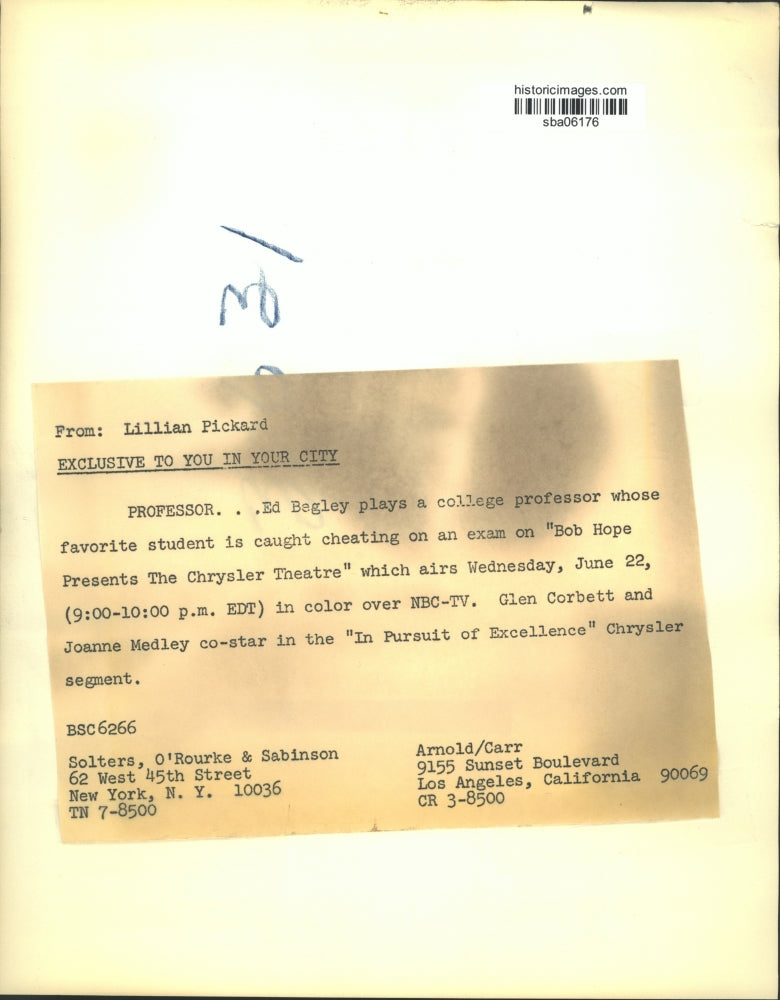 historicimages.com
sba06176
From: Lillian Pickard
EXCLUSIVE TO YOU IN YOUR CITY
PROFESSOR. . .Ed Begley plays a college professor whose
favorite student is caught cheating on an exam on "Bob Hope
Presents The Chrysler Theatre" which airs Wednesday, June 22,
(9:00-10:00 p.m. EDT) in color over NBC-TV. Glen Corbett and
Joanne Medley co-star in the "In Pursuit of Excellence" Chrysler
segment.
BSC6266
Solters, O'Rourke & Sabinson
62 West 45th Street
New York, N. Y. 10036
TN 7-8500
Arnold/Carr
9155 Sunset Boulevard
Los Angeles, California 90069
CR 3-8500